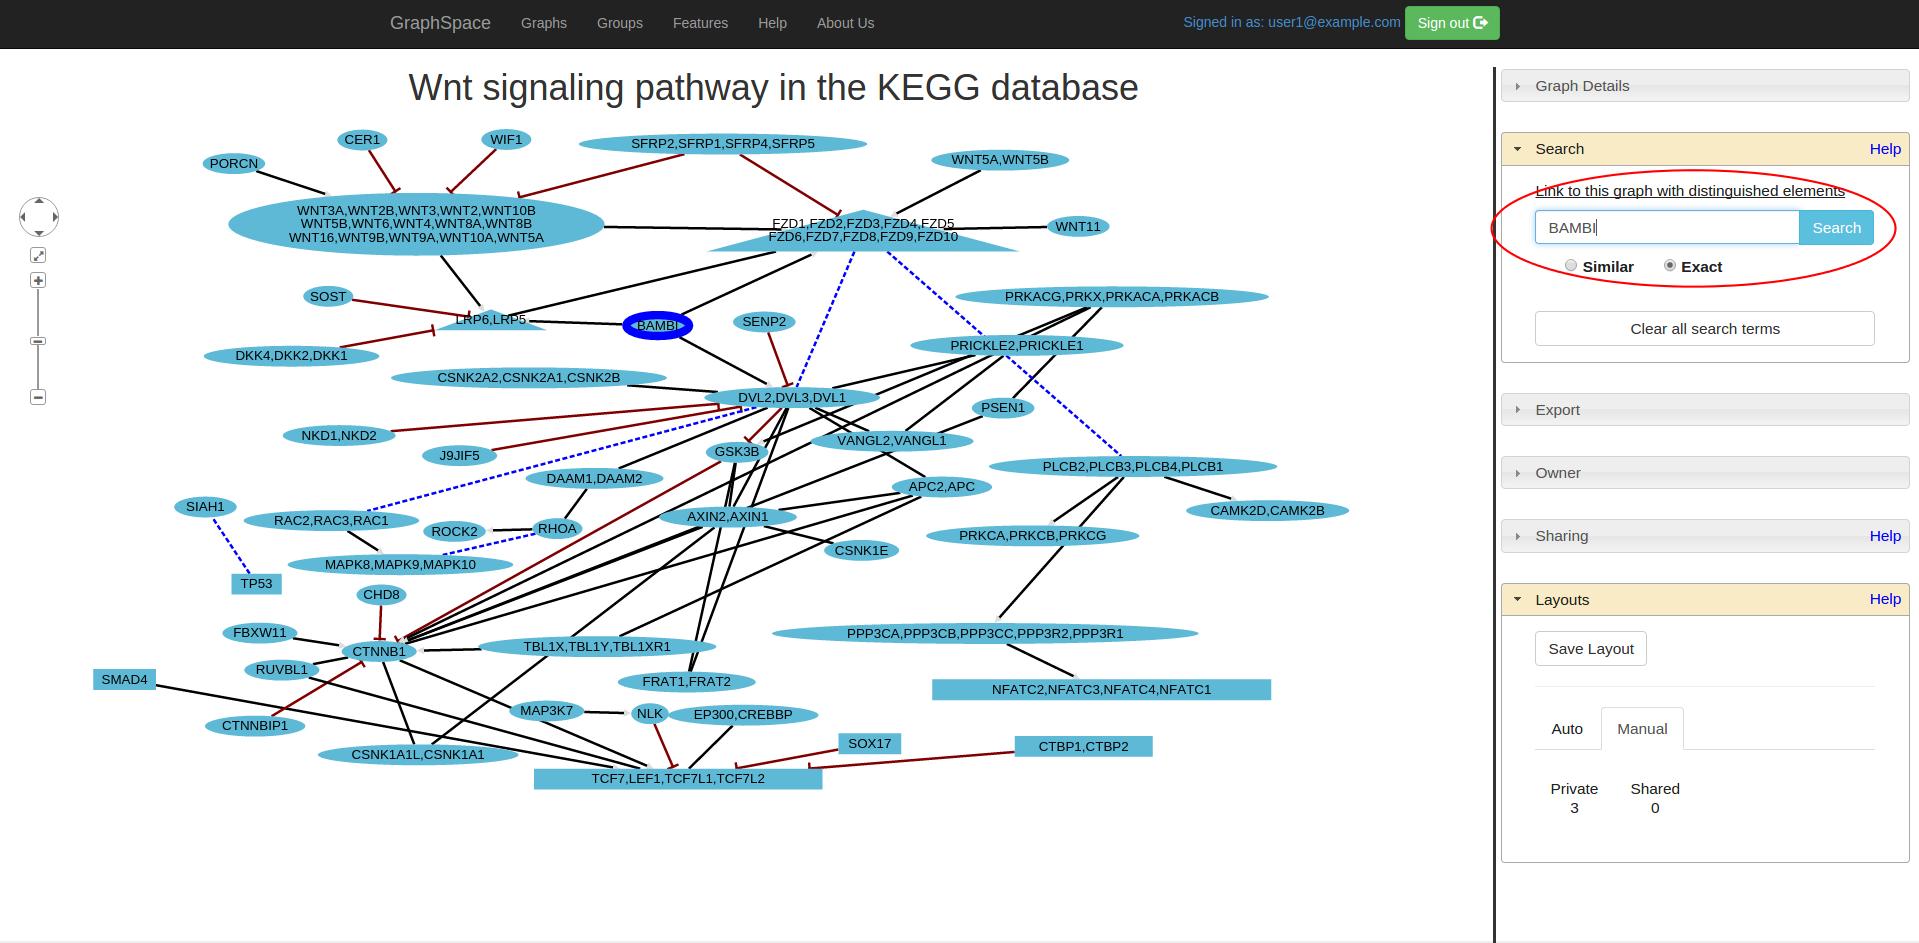 GraphSpace Graphs Groups Features Help About Us Signed in as: user1@example.com Sign out
Wnt signaling pathway in the KEGG database
CER1
WIF1
SFRP2,SFRP1,SFRP4,SFRP5
PORCN
WNT5A,WNT5B
WNT3A,WNT2B,WNT3,WNT2,WNT10B
WNT5B,WNT6,WNT4,WNT8A,WNT8B
WNT16,WNT9B,WNT9A,WNT10A,WNT5A
FZD1,FZD2,FZD3,FZD4,FZD5
FZD6,FZD7,FZD8,FZD9,FZD10
WNT11
SOST
PRKACG,PRKX,PRKACA,PRKACB
LRP6,LRP5
BAMBI
SENP2
DKK4,DKK2,DKK1
PRICKLE2,PRICKLE1
CSNK2A2,CSNK2A1,CSNK2B
DVL2,DVL3,DVL1
PSEN1
NKD1,NKD2
VANGL2,VANGL1
J9JIF5
GSK3B
PLCB2,PLCB3,PLCB4,PLCB1
DAAM1,DAAM2
APC2,APC
SIAH1
CAMK2D,CAMK2B
RAC2,RAC3,RAC1
AXIN2,AXIN1
ROCK2
RHOA
PRKCA,PRKCB,PRKCG
CSNK1E
MAPK8,MAPK9,MAPK10
TP53
CHD8
FBXW11
PPP3CA,PPP3CB,PPP3CC,PPP3R2,PPP3R1
CTNNB1
TBL1X,TBL1Y,TBL1XR1
RUVBL1
SMAD4
FRAT1,FRAT2
NFATC2,NFATC3,NFATC4,NFATC1
MAP3K7
NLK
EP300,CREBBP
CTNNBIP1
SOX17
CTBP1,CTBP2
CSNK1A1L,CSNK1A1
TCF7,LEF1,TCF7L1,TCF7L2
Graph Details
Search Help
Link to this graph with distinguished elements
BAMBI Search
Similar Exact
Clear all search terms
Export
Owner
Sharing Help
Layouts Help
Save Layout
Auto Manual
Private Shared
3 0